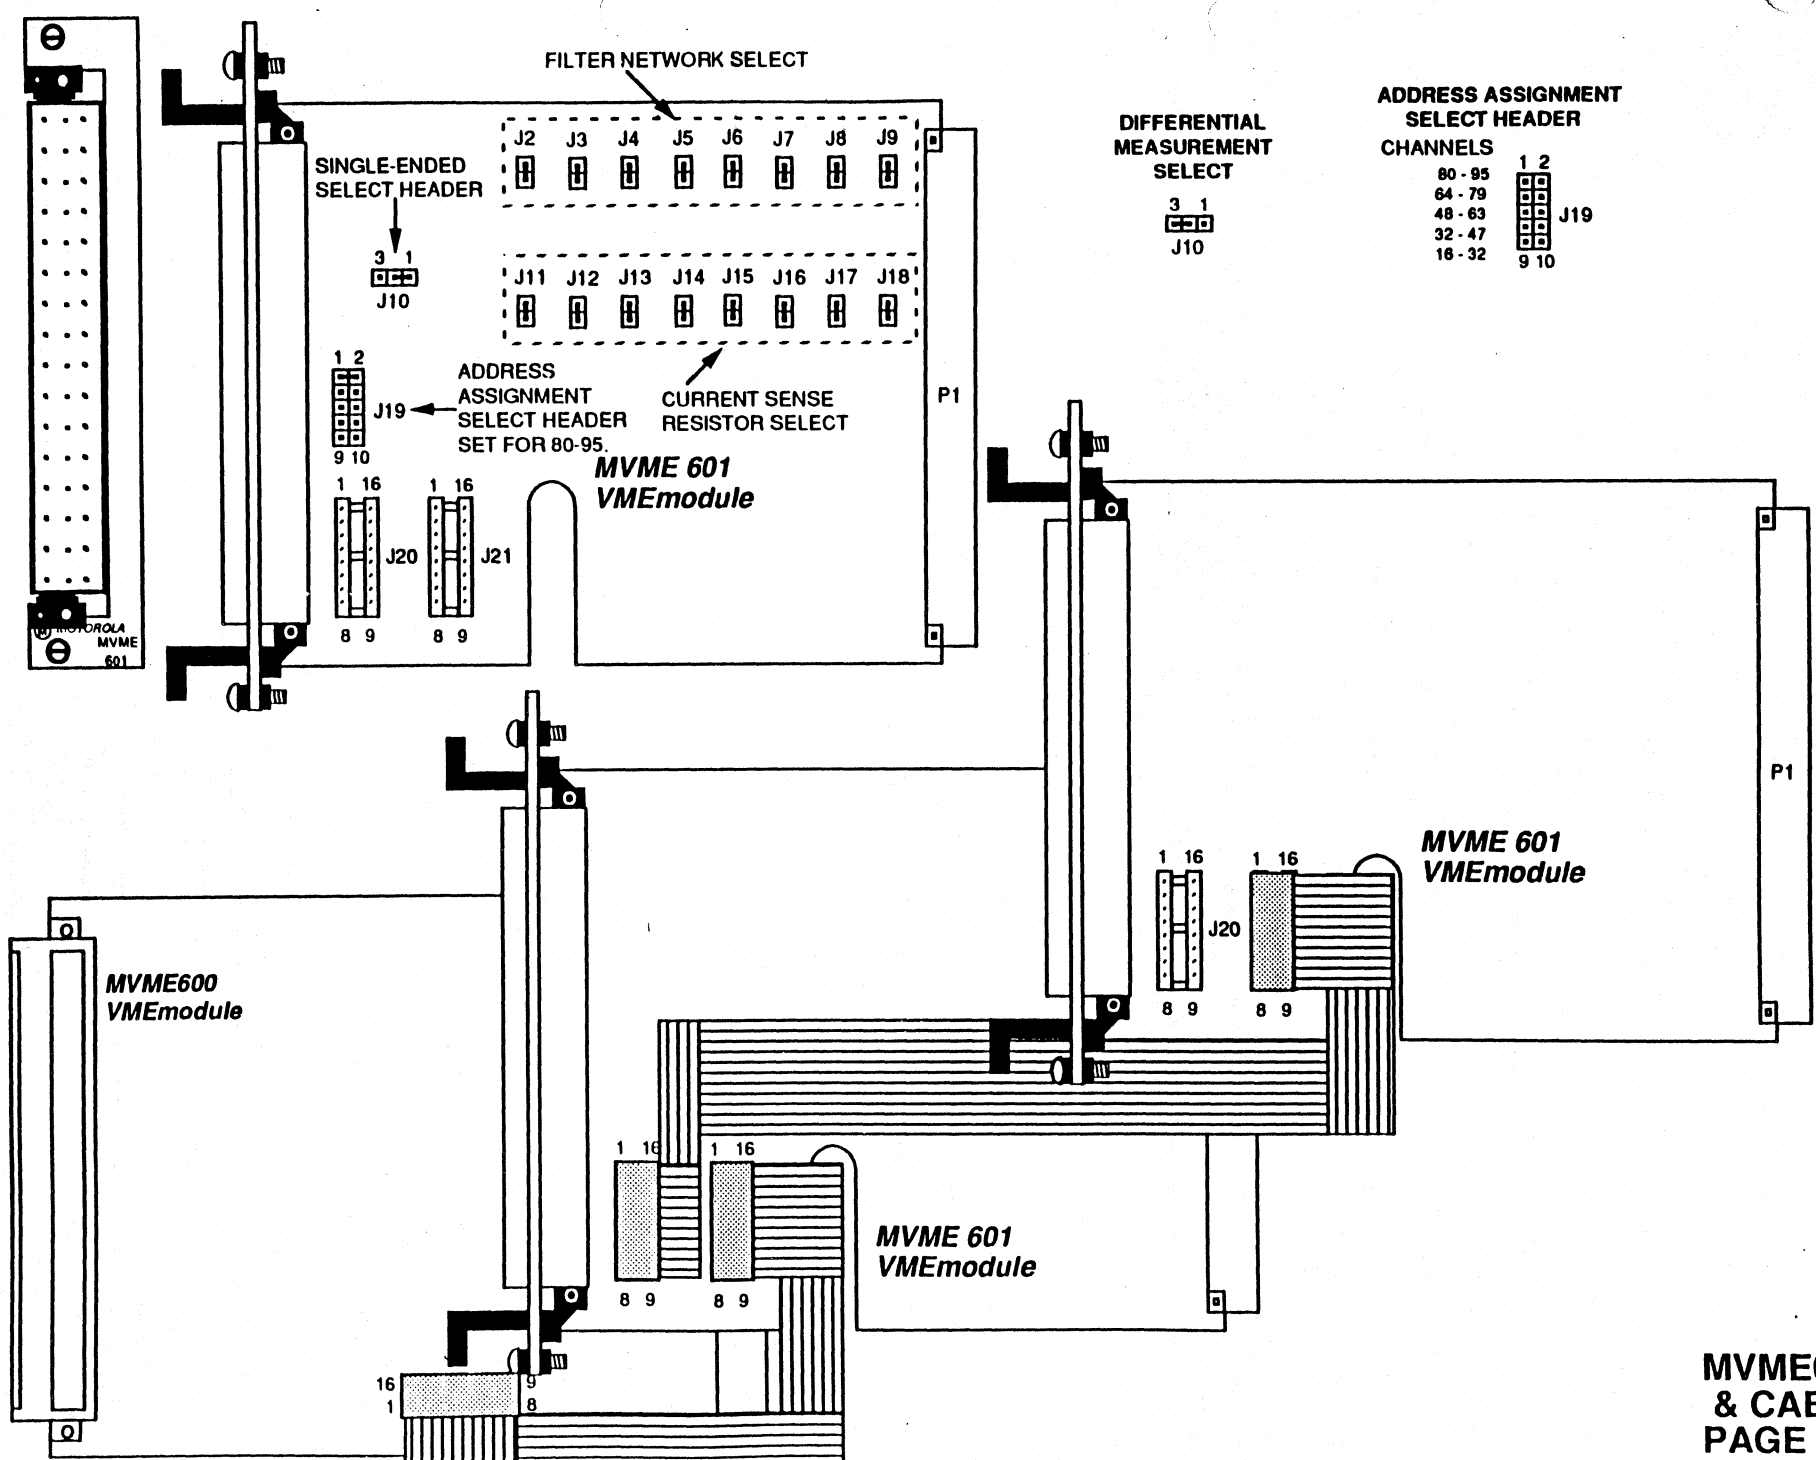 FILTER NETWORK SELECT
J2 J3 J4 J5 J6 J7 J8 J9
SINGLE-ENDED
SELECT HEADER
3 1
J10
J11 J12 J13 J14 J15 J16 J17 J18
CURRENT SENSE
RESISTOR SELECT
1 2
J19
9 10
ADDRESS
ASSIGNMENT
SELECT HEADER
SET FOR 80-95.
MVME 601
VMEmodule
P1
1 16
J20
8 9
1 16
J21
8 9
M MOTOROLA
MVME
601
DIFFERENTIAL
MEASUREMENT
SELECT
3 1
J10
ADDRESS ASSIGNMENT
SELECT HEADER
CHANNELS
1 2
80 - 95
64 - 79
48 - 63
32 - 47
16 - 32
J19
9 10
P1
MVME 601
VMEmodule
1 16
J20
8 9
1 16
8 9
MVME600
VMEmodule
1 16
8 9
1 16
8 9
MVME 601
VMEmodule
16 9
1 8
& CAB
PAGE